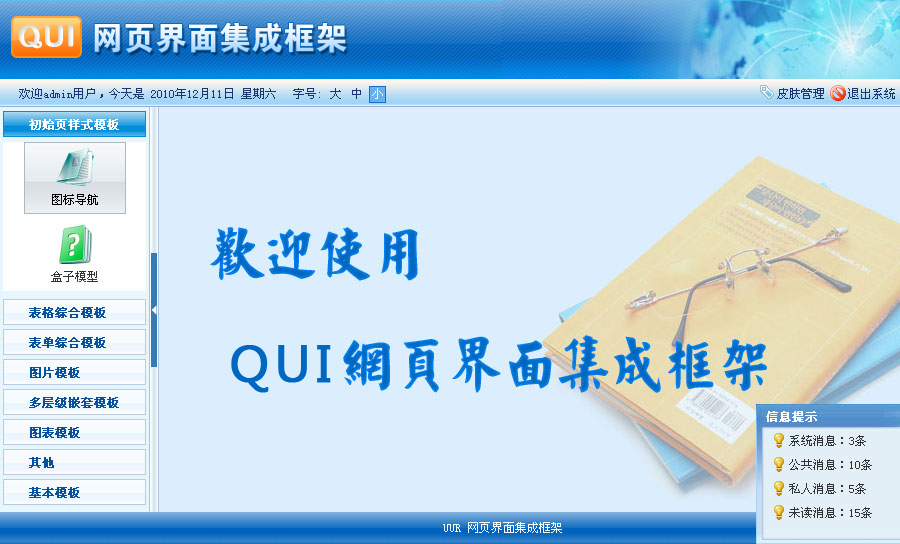 QUI 网页界面集成框架
欢迎admin用户，今天是 2010年12月11日 星期六 字号: 大 中 小 皮肤管理 退出系统
初始页样式模板
图标导航
盒子模型
表格综合模板
表单综合模板
图片模板
多层级嵌套模板
图表模板
其他
基本模板
歡迎使用
QUI網頁界面集成框架
信息提示
系统消息：3条
公共消息：10条
私人消息：5条
未读消息：15条
UUR 网页界面集成框架